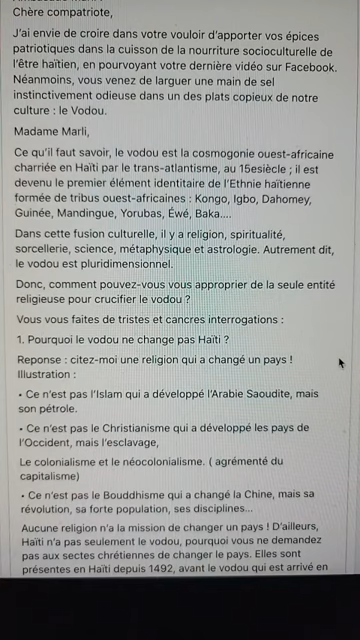 Chère compatriote,
J'ai envie de croire dans votre vouloir d'apporter vos épices
patriotiques dans la cuisson de la nourriture socioculturelle de
l'être haïtien, en pourvoyant votre dernière vidéo sur Facebook.
Néanmoins, vous venez de larguer une main de sel
instinctivement odieuse dans un des plats copieux de notre
culture : le Vodou.
Madame Marli,
Ce qu'il faut savoir, le vodou est la cosmogonie ouest-africaine
charriée en Haïti par le trans-atlantisme, au 15esiècle ; il est
devenu le premier élément identitaire de l'Ethnie haïtienne
formée de tribus ouest-africaines : Kongo, Igbo, Dahomey,
Guinée, Mandingue, Yorubas, Éwé, Baka....
Dans cette fusion culturelle, il y a religion, spiritualité,
sorcellerie, science, métaphysique et astrologie. Autrement dit,
le vodou est pluridimensionnel.
Donc, comment pouvez-vous vous approprier de la seule entité
religieuse pour crucifier le vodou ?
Vous vous faites de tristes et cancres interrogations :
1. Pourquoi le vodou ne change pas Haïti ?
Reponse : citez-moi une religion qui a changé un pays !
Illustration :
• Ce n'est pas l'Islam qui a développé l'Arabie Saoudite, mais
son pétrole.
• Ce n'est pas le Christianisme qui a développé les pays de
l'Occident, mais l'esclavage,
Le colonialisme et le néocolonialisme. ( agrémenté du
capitalisme)
• Ce n'est pas le Bouddhisme qui a changé la Chine, mais sa
révolution, sa forte population, ses disciplines...
Aucune religion n'a la mission de changer un pays ! D'ailleurs,
Haïti n'a pas seulement le vodou, pourquoi vous ne demandez
pas aux sectes chrétiennes de changer le pays. Elles sont
présentes en Haïti depuis 1492, avant le vodou qui est arrivé en